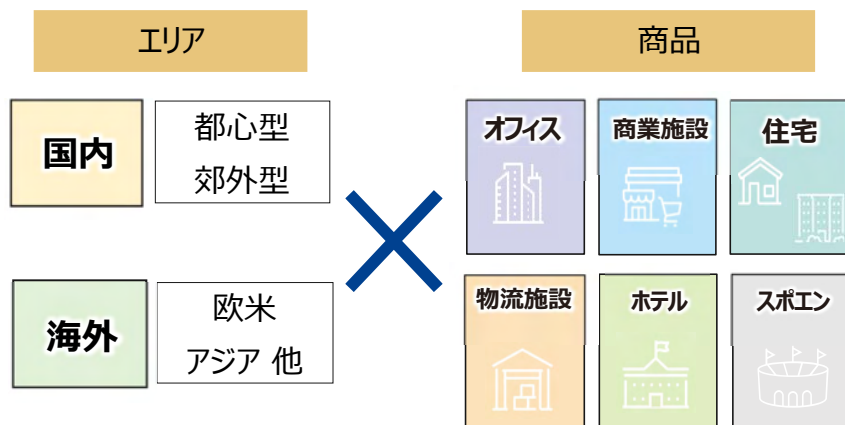 エリア
商品
国内
都心型
郊外型
海外
欧米
アジア 他
オフィス
商業施設
住宅
物流施設
ホテル
スポエン